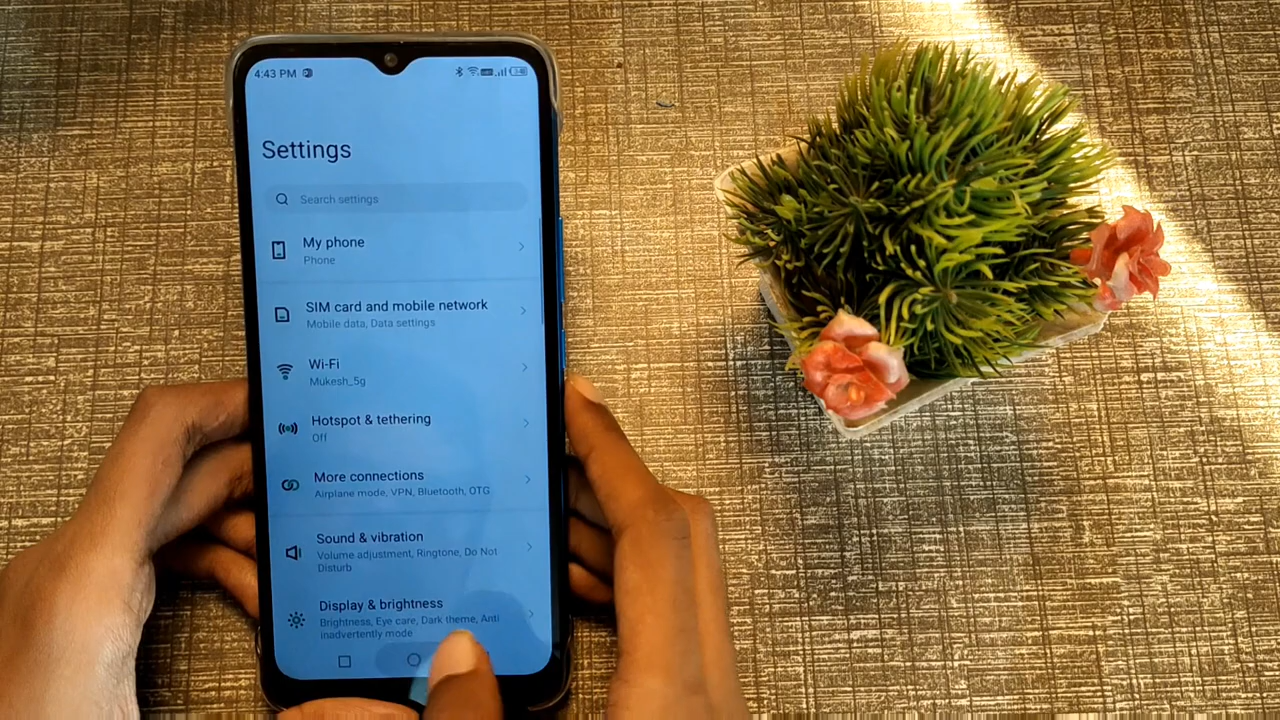 4:43 PM
Settings
Search settings
My phone
Phone
SIM card and mobile network
Mobile data, Data settings
Wi-Fi
Mukesh_5g
Hotspot & tethering
Off
More connections
Airplane mode, VPN, Bluetooth, OTG
Sound & vibration
Volume adjustment, Ringtone, Do Not
Disturb
Display & brightness
Brightness, Eye care, Dark theme, Anti
inadvertently mode